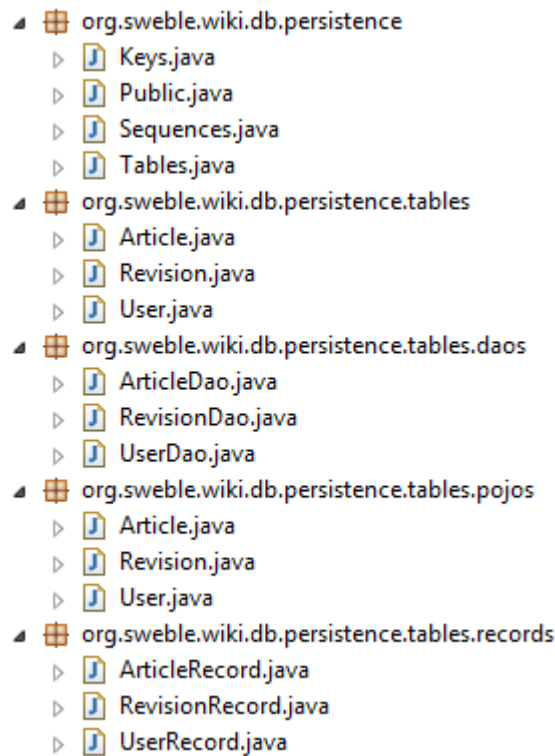 org.sweble.wiki.db.persistence
Keys.java
Public.java
Sequences.java
Tables.java
org.sweble.wiki.db.persistence.tables
Article.java
Revision.java
User.java
org.sweble.wiki.db.persistence.tables.daos
ArticleDao.java
RevisionDao.java
UserDao.java
org.sweble.wiki.db.persistence.tables.pojos
Article.java
Revision.java
User.java
org.sweble.wiki.db.persistence.tables.records
ArticleRecord.java
RevisionRecord.java
UserRecord.java